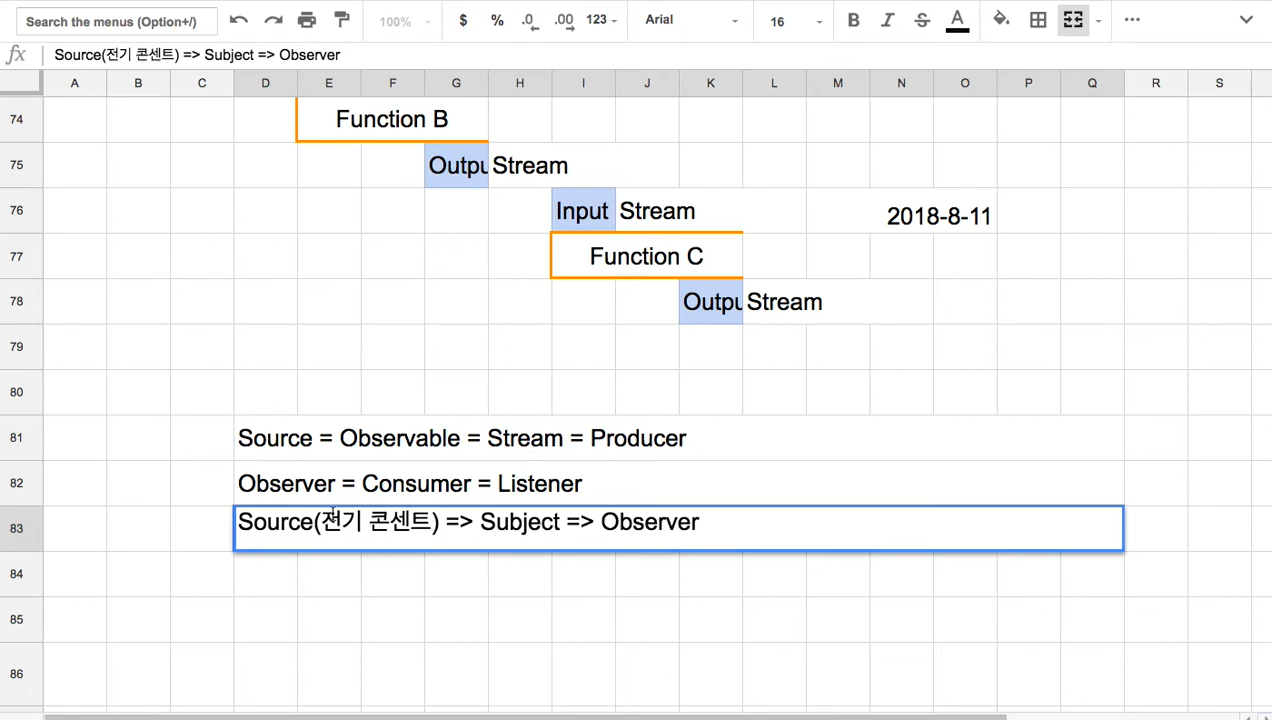 Search the menus (Option+/)
100%
$ % .0 .00 123
Arial
16
B I S A
fx Source(전기 콘센트) => Subject => Observer
A B C D E F G H I J K L M N O P Q R S
74 Function B
75 Outpu Stream
76 Input Stream 2018-8-11
77 Function C
78 Outpu Stream
79
80
81 Source = Observable = Stream = Producer
82 Observer = Consumer = Listener
83 Source(전기 콘센트) => Subject => Observer
84
85
86